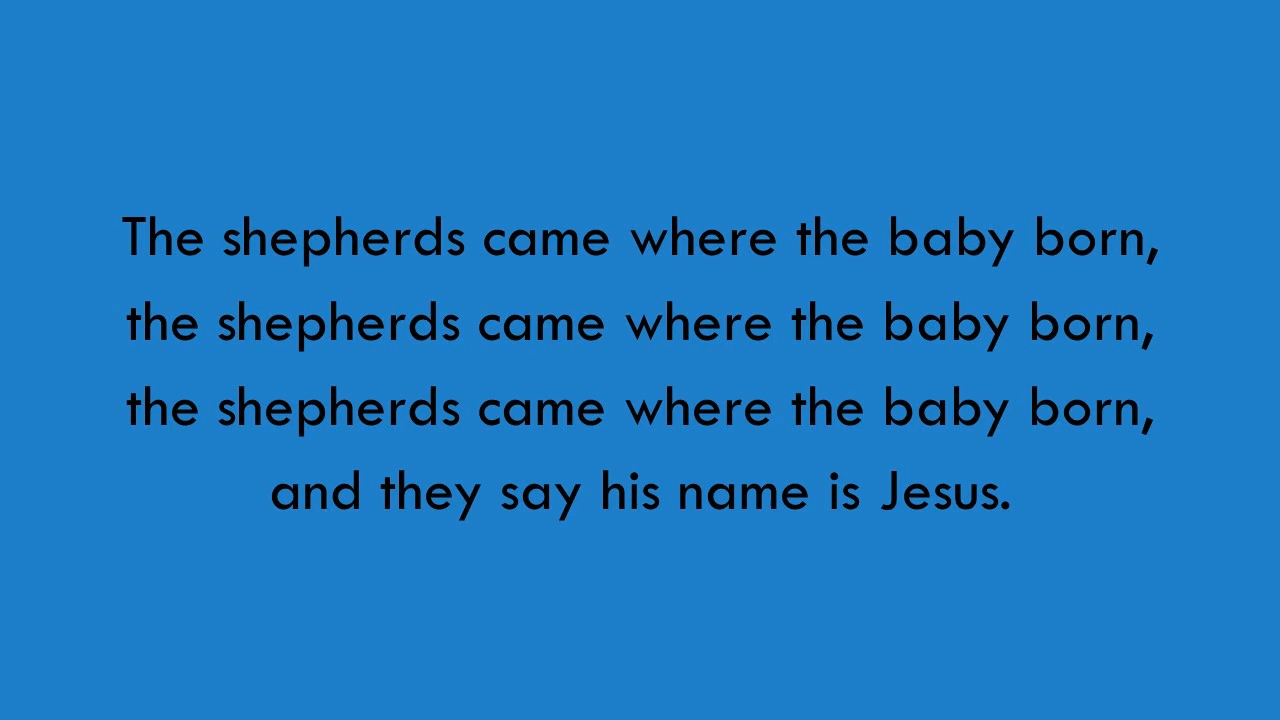 The shepherds came where the baby born,
the shepherds came where the baby born,
the shepherds came where the baby born,
and they say his name is Jesus.